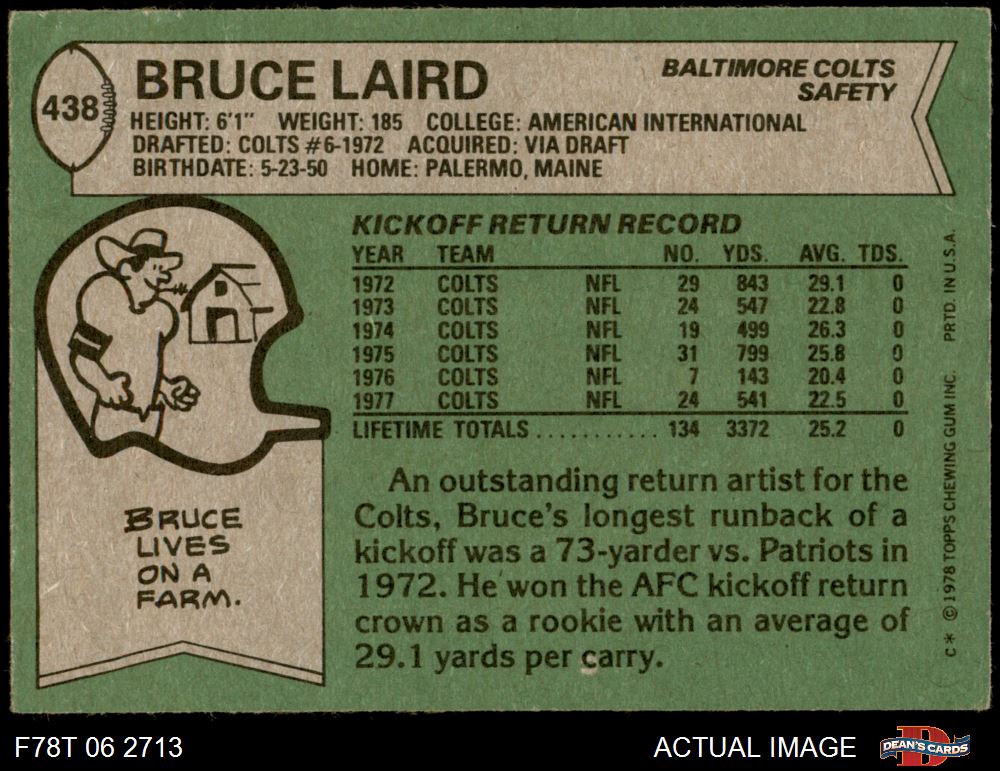 438
BRUCE LAIRD
BALTIMORE COLTS
SAFETY
HEIGHT: 6'1" WEIGHT: 185 COLLEGE: AMERICAN INTERNATIONAL
DRAFTED: COLTS #6-1972 ACQUIRED: VIA DRAFT
BIRTHDATE: 5-23-50 HOME: PALERMO, MAINE
KICKOFF RETURN RECORD
YEAR TEAM NO. YDS. AVG. TDS.
1972 COLTS NFL 29 843 29.1 0
1973 COLTS NFL 24 547 22.8 0
1974 COLTS NFL 19 499 26.3 0
1975 COLTS NFL 31 799 25.8 0
1976 COLTS NFL 7 143 20.4 0
1977 COLTS NFL 24 541 22.5 0
LIFETIME TOTALS........... 134 3372 25.2 0
An outstanding return artist for the
Colts, Bruce's longest runback of a
kickoff was a 73-yarder vs. Patriots in
1972. He won the AFC kickoff return
crown as a rookie with an average of
29.1 yards per carry.
BRUCE
LIVES
ON A
FARM.
C* © 1978 TOPPS CHEWING GUM INC. PRTD. IN U.S.A.
F78T 06 2713
ACTUAL IMAGE
DEAN'S CARDS